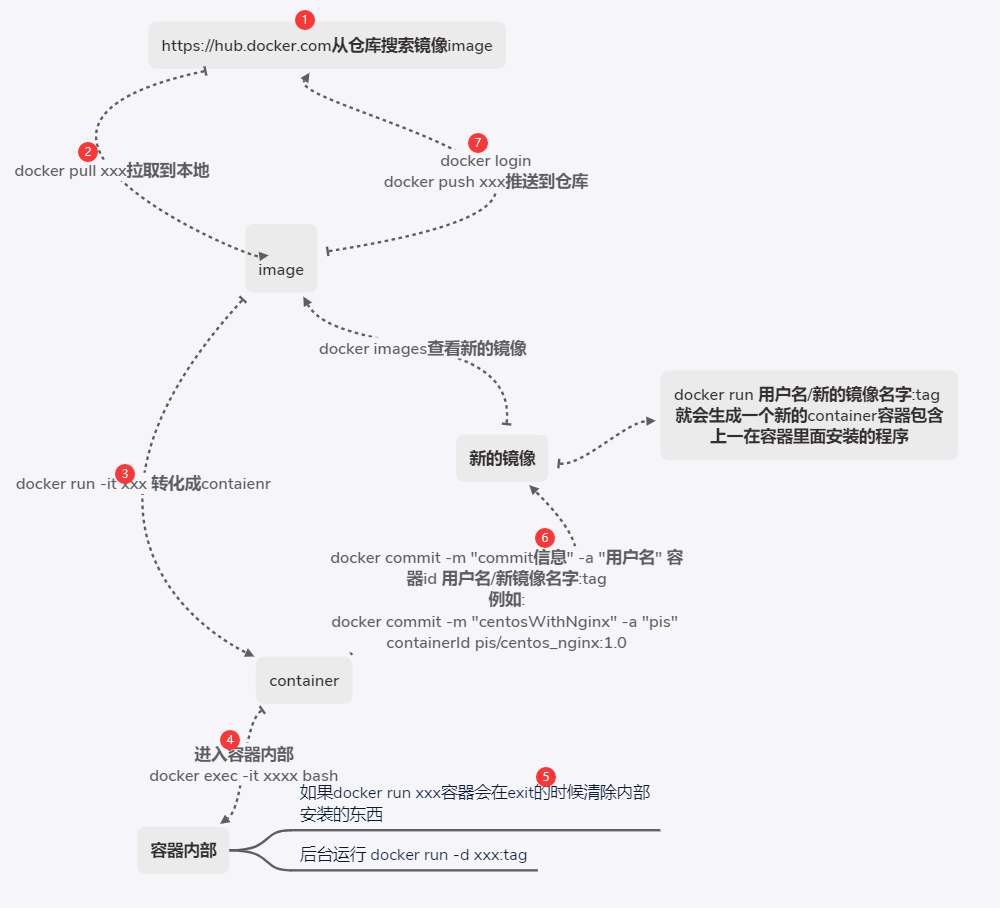 1
https://hub.docker.com从仓库搜索镜像image
2
docker pull xxx拉取到本地
7
docker login
docker push xxx推送到仓库
image
docker images查看新的镜像
docker run 用户名/新的镜像名字:tag
就会生成一个新的container容器包含
上一在容器里面安装的程序
新的镜像
3
docker run -it xxx 转化成contaienr
6
docker commit -m "commit信息" -a "用户名" 容
器id 用户名/新镜像名字:tag
例如:
docker commit -m "centosWithNginx" -a "pis"
containerId pis/centos_nginx:1.0
container
4
进入容器内部
docker exec -it xxxx bash
5
如果docker run xxx容器会在exit的时候清除内部
安装的东西
容器内部
后台运行 docker run -d xxx:tag